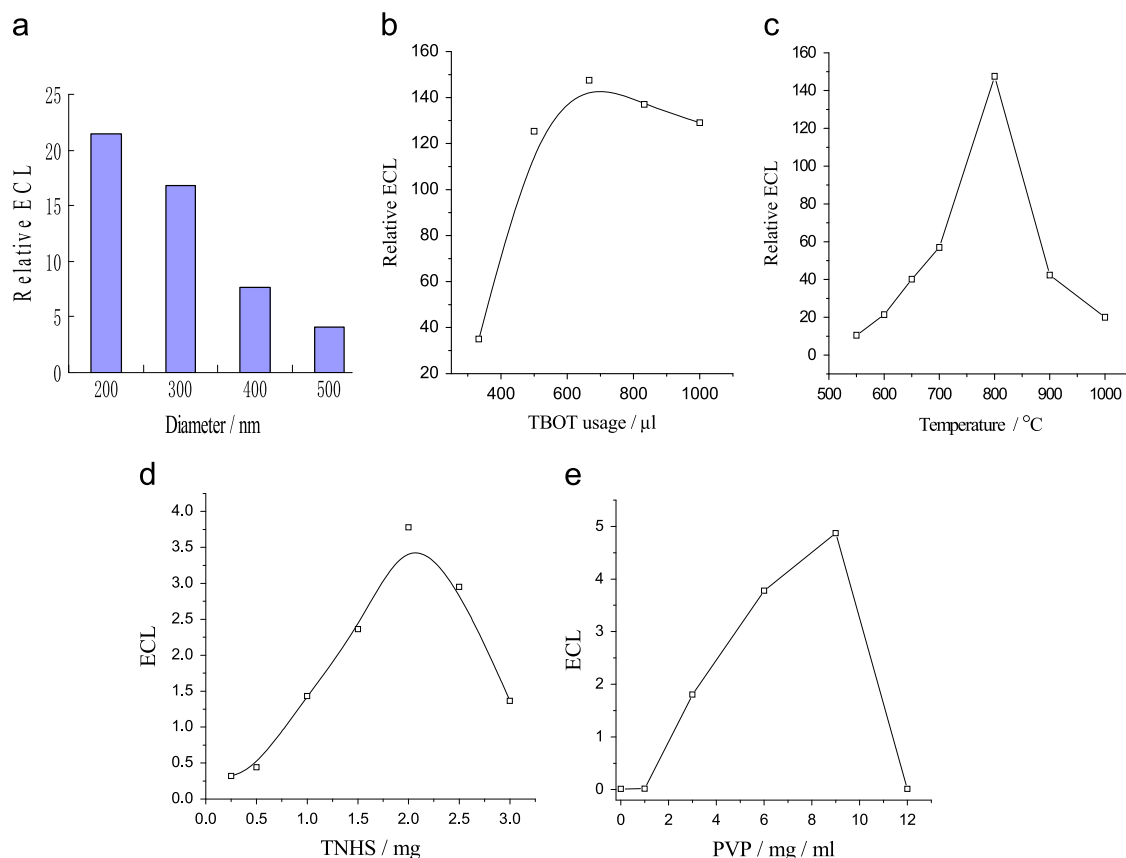 a
25
20
15
10
5
0
Relative ECL
200 300 400 500
Diameter / nm
b
160
140
120
100
80
60
40
20
Relative ECL
400 600 800 1000
TBOT usage / µl
c
160
140
120
100
80
60
40
20
0
Relative ECL
500 600 700 800 900 1000
Temperature / °C
d
4.0
3.5
3.0
2.5
2.0
1.5
1.0
0.5
0.0
ECL
0.0 0.5 1.0 1.5 2.0 2.5 3.0
TNHS / mg
e
5
4
3
2
1
0
ECL
0 2 4 6 8 10 12
PVP / mg / ml